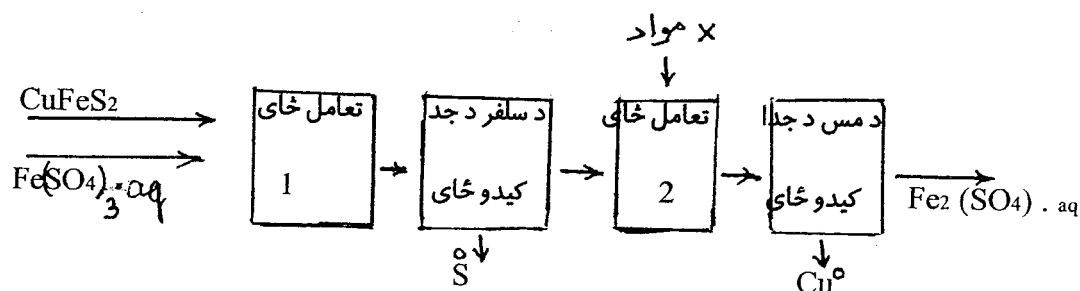 x مواد
CuFeS2
Fe(SO4)3.aq
تعامل ځای
1
د سلفر د جدا
کیدو ځای
S°
تعامل ځای
2
د مس د جدا
کیدو ځای
Cu°
Fe2 (SO4) . aq